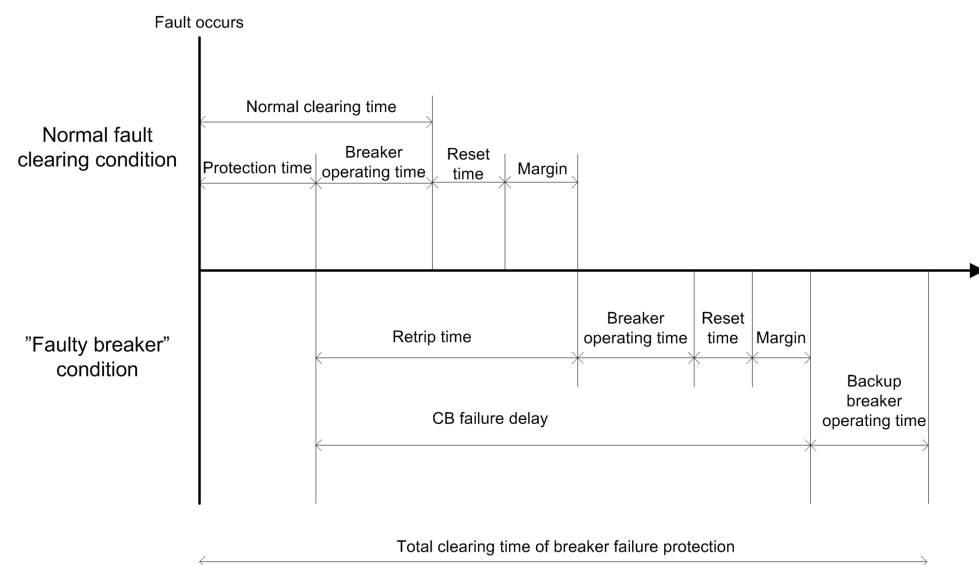 Fault occurs
Normal clearing time
Normal fault
clearing condition
Protection time
Breaker
operating time
Reset
time
Margin
"Faulty breaker"
condition
Retrip time
Breaker
operating time
Reset
time
Margin
Backup
breaker
operating time
CB failure delay
Total clearing time of breaker failure protection